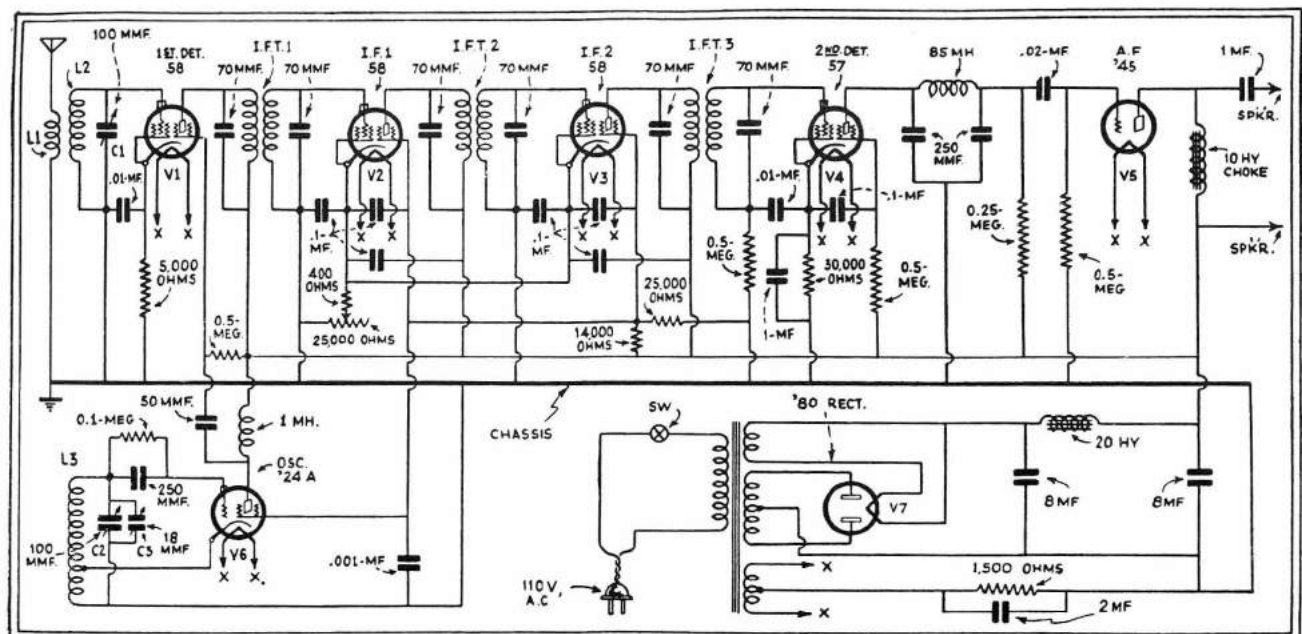 100 MMF.
L2
L1
C1
1ST. DET.
58
V1
X X
.01-MF.
5,000
OHMS
70 MMF.
I.F.T.1
70 MMF.
I.F.1
58
V2
X X
.1-
MF.
400
OHMS
25,000 OHMS
0.5-
MEG.
70 MMF.
I.F.T.2
70 MMF.
I.F.2
58
V3
X X
.1-
MF.
25,000
OHMS
14,000
OHMS
70 MMF.
I.F.T.3
70 MMF.
2ND. DET.
57
V4
X X
.01-MF.
.1-MF
0.5-
MEG.
1-MF
30,000
OHMS
0.5-
MEG.
85 MH
250
MMF.
.02-MF.
0.25-
MEG.
0.5-
MEG
A.F
'45
V5
X X
1 MF.
SPKR.
10 HY
CHOKE
SPKR.
50 MMF.
0.1-MEG
1 MH.
CHASSIS
L3
OSC.
'24 A
250
MMF.
100
MMF.
C2
C3
18
MMF
V6
X X.
.001-MF
SW
110 V,
A.C
'80 RECT.
V7
20 HY
8 MF
8 MF
X
X
1,500 OHMS
2 MF